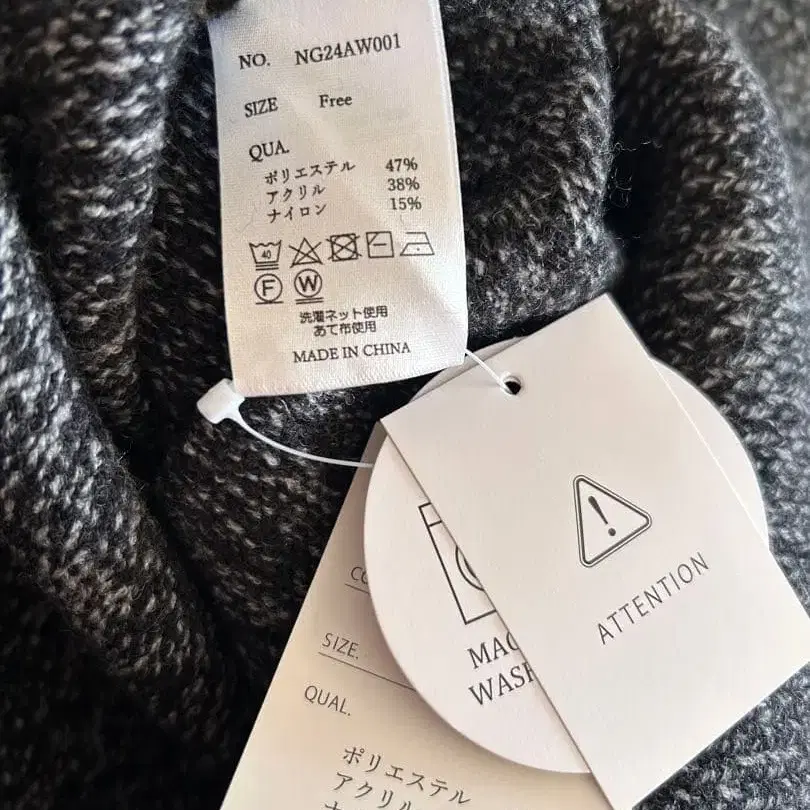 NO. NG24AW001
SIZE Free
QUA.
ポリエステル 47%
アクリル 38%
ナイロン 15%
40
F W
洗濯ネット使用
あて布使用
MADE IN CHINA
ATTENTION
MAC
WASH
SIZE.
QUAL.
ポリエステル
アクリル